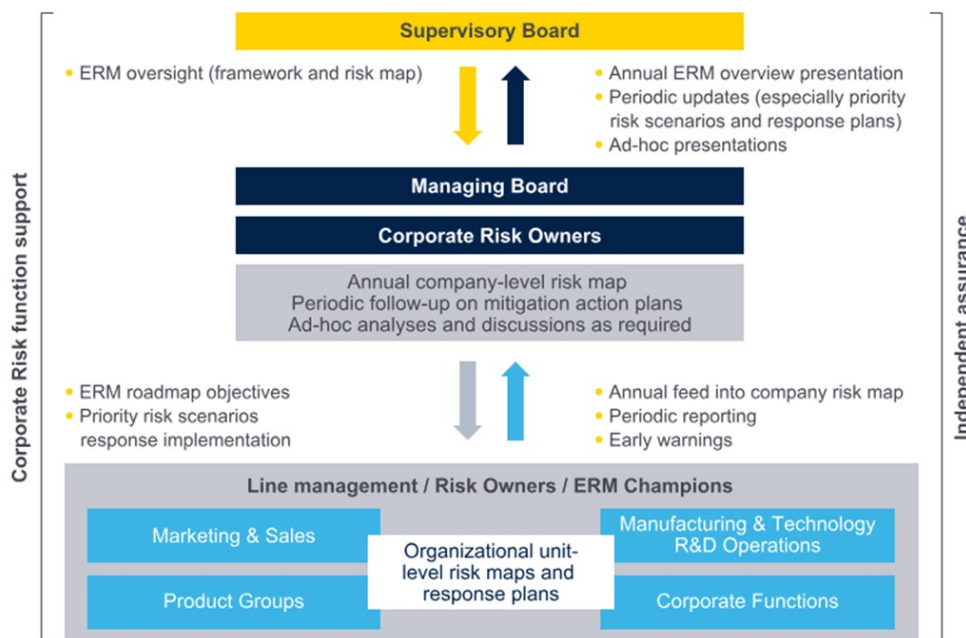 Supervisory Board
ERM oversight (framework and risk map)
Annual ERM overview presentation
Periodic updates (especially priority
risk scenarios and response plans)
Ad-hoc presentations
Managing Board
Corporate Risk Owners
Annual company-level risk map
Periodic follow-up on mitigation action plans
Ad-hoc analyses and discussions as required
ERM roadmap objectives
Priority risk scenarios
response implementation
Annual feed into company risk map
Periodic reporting
Early warnings
Line management / Risk Owners / ERM Champions
Marketing & Sales
Manufacturing & Technology
R&D Operations
Organizational unit-
level risk maps and
response plans
Product Groups
Corporate Functions
Corporate Risk function support
Independent assurance